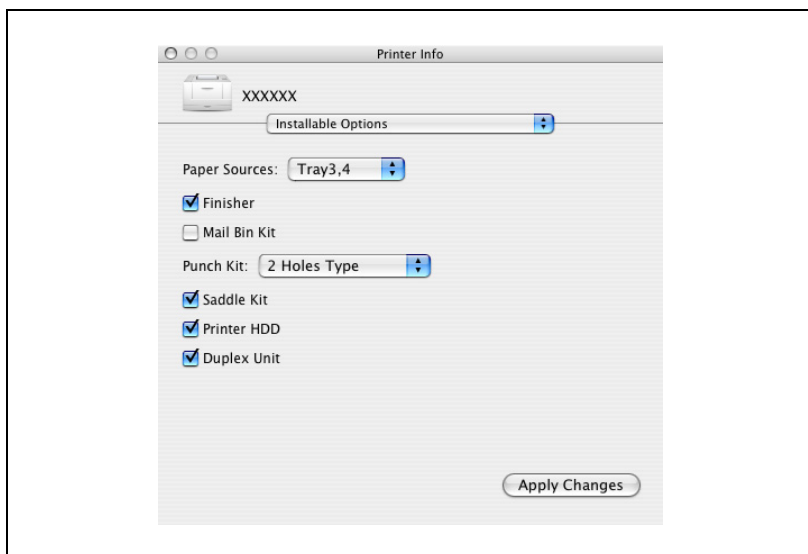 Printer Info
XXXXXX
Installable Options
Paper Sources: Tray3,4
Finisher
Mail Bin Kit
Punch Kit: 2 Holes Type
Saddle Kit
Printer HDD
Duplex Unit
Apply Changes